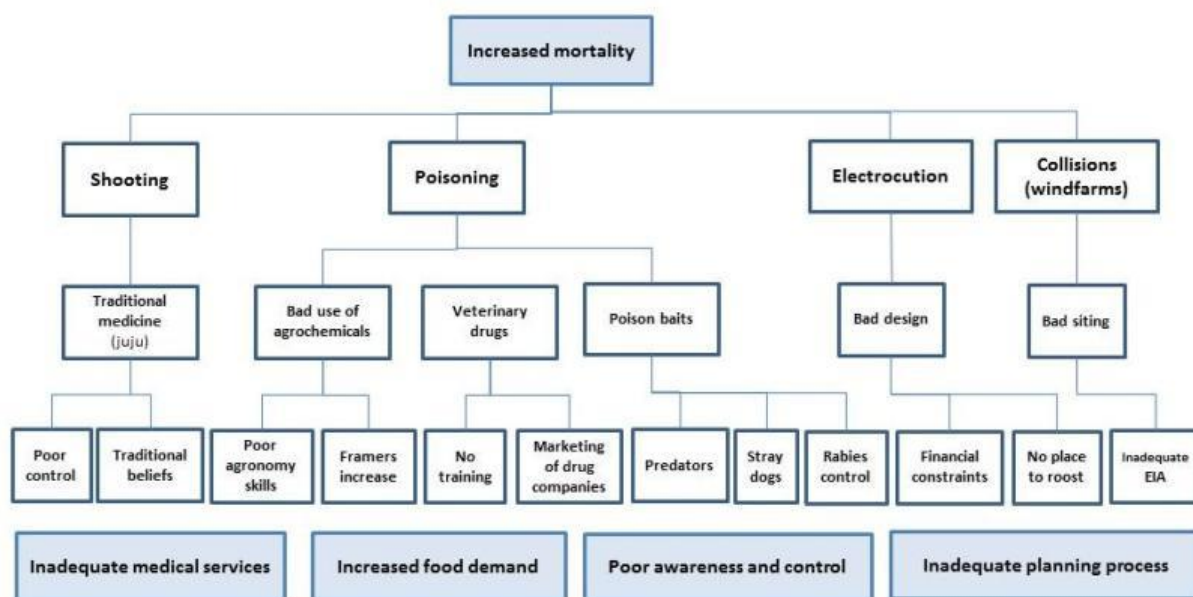 Increased mortality
Shooting
Poisoning
Electrocution
Collisions
(windfarms)
Traditional
medicine
(juju)
Bad use of
agrochemicals
Veterinary
drugs
Poison baits
Bad design
Bad siting
Poor
control
Traditional
beliefs
Poor
agronomy
skills
Framers
increase
No
training
Marketing
of drug
companies
Predators
Stray
dogs
Rabies
control
Financial
constraints
No place
to roost
Inadequate
EIA
Inadequate medical services
Increased food demand
Poor awareness and control
Inadequate planning process